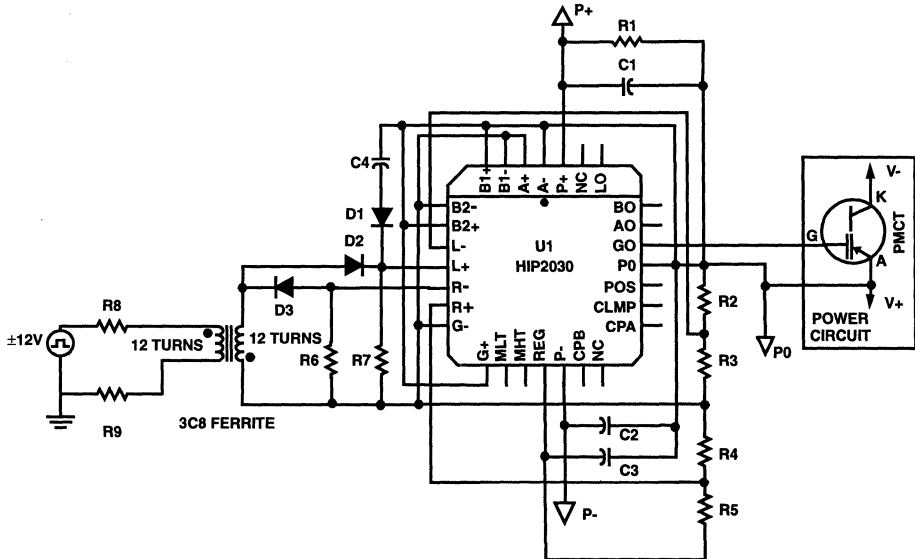 P+
R1
C1
C4
B1+
B1-
A+
A-
P+
NC
LO
V-
K
PMCT
G
A
V+
POWER
CIRCUIT
D1
D2
D3
B2-
B2+
L-
L+
R-
R+
G-
U1
HIP2030
BO
AO
GO
P0
POS
CLMP
CPA
R2
P0
R8
±12V
12 TURNS
12 TURNS
R6
R7
G+
MLT
MHT
REG
P-
CPB
NC
R3
R9
3C8 FERRITE
C2
C3
R4
P-
R5